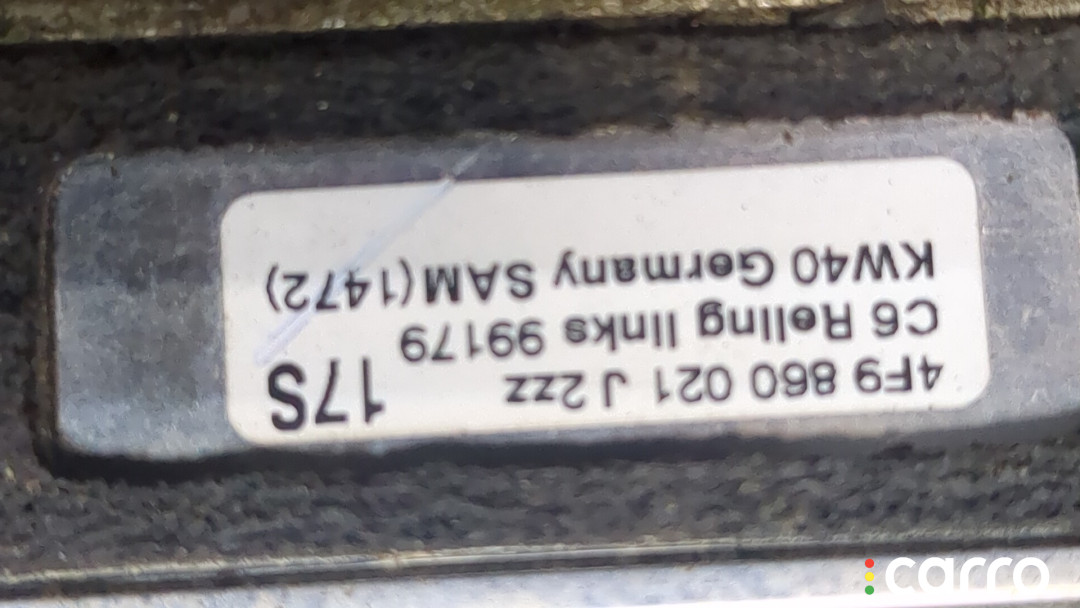 4F9 860 021 J 2zz 17S
C6 Reling links 99179
KW40 Germany SAM(1472)
carro